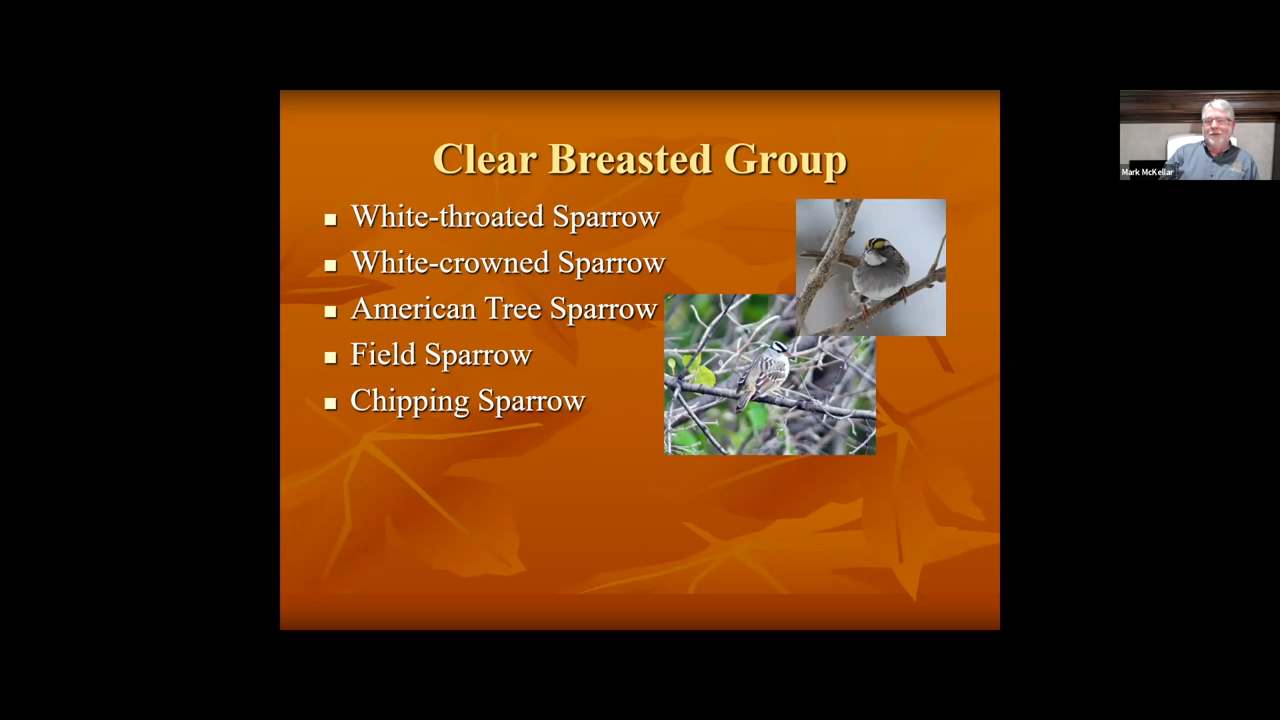 Clear Breasted Group
White-throated Sparrow
White-crowned Sparrow
American Tree Sparrow
Field Sparrow
Chipping Sparrow
Mark McKellar